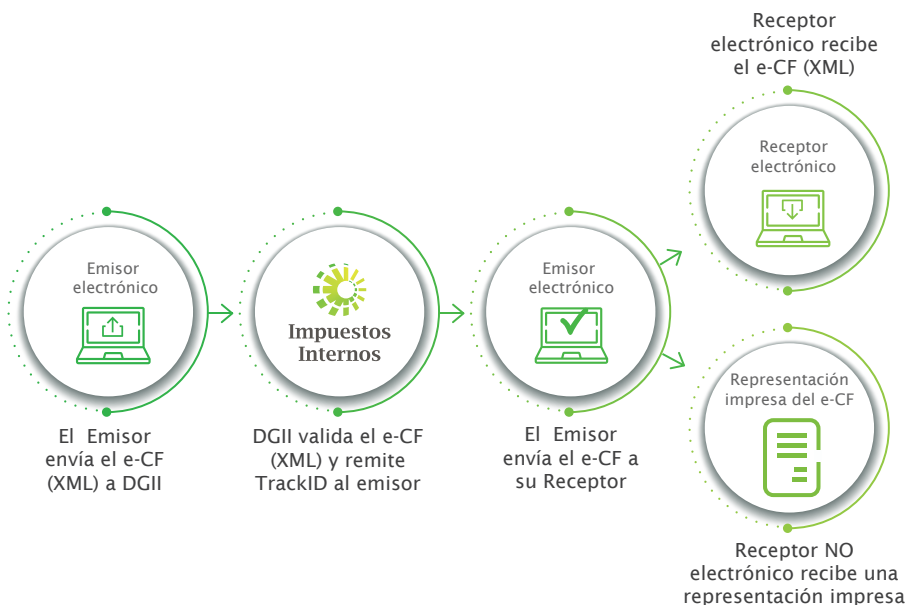 Emisor
electrónico
El Emisor
envía el e-CF
(XML) a DGII
Impuestos
Internos
DGII valida el e-CF
(XML) y remite
TrackID al emisor
Emisor
electrónico
El Emisor
envía el e-CF a
su Receptor
Receptor
electrónico recibe
el e-CF (XML)
Receptor
electrónico
Representación
impresa del e-CF
Receptor NO
electrónico recibe una
representación impresa